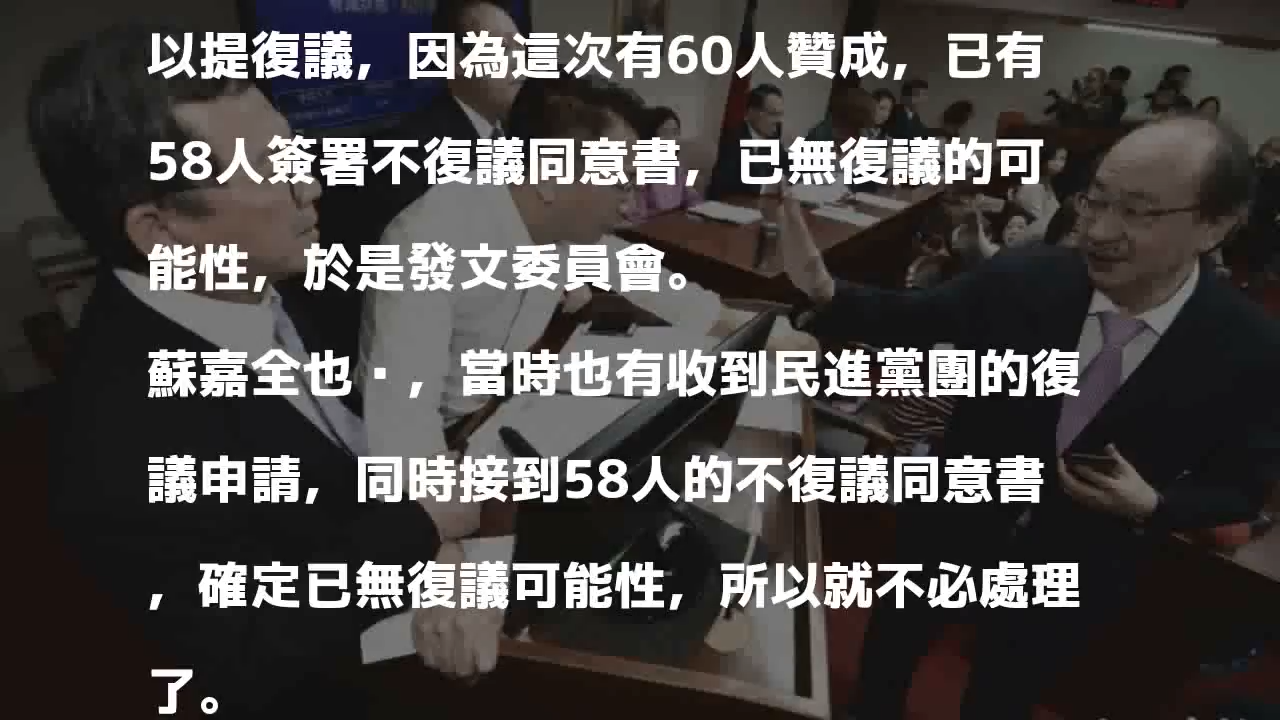 以提復議，因為這次有60人贊成，已有
58人簽署不復議同意書，已無復議的可
能性，於是發文委員會。
蘇嘉全也·，當時也有收到民進黨團的復
議申請，同時接到58人的不復議同意書
，確定已無復議可能性，所以就不必處理
了。